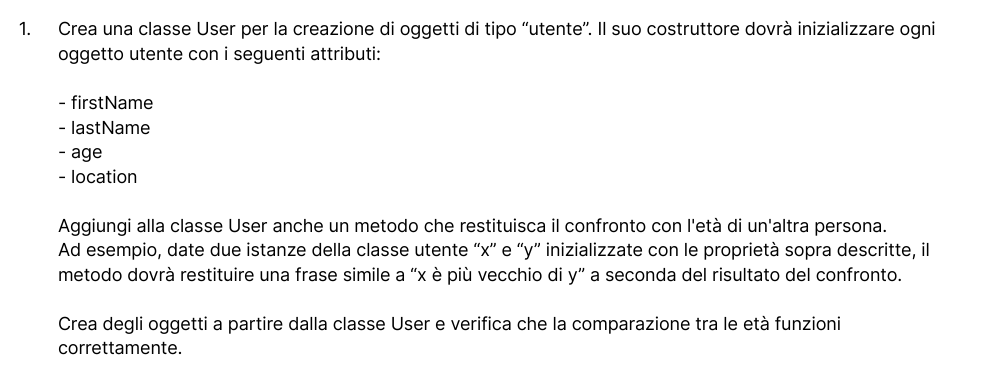 1. Crea una classe User per la creazione di oggetti di tipo “utente”. Il suo costruttore dovrà inizializzare ogni
oggetto utente con i seguenti attributi:
- firstName
- lastName
- age
- location
Aggiungi alla classe User anche un metodo che restituisca il confronto con l'età di un'altra persona.
Ad esempio, date due istanze della classe utente “x” e “y” inizializzate con le proprietà sopra descritte, il
metodo dovrà restituire una frase simile a “x è più vecchio di y” a seconda del risultato del confronto.
Crea degli oggetti a partire dalla classe User e verifica che la comparazione tra le età funzioni
correttamente.